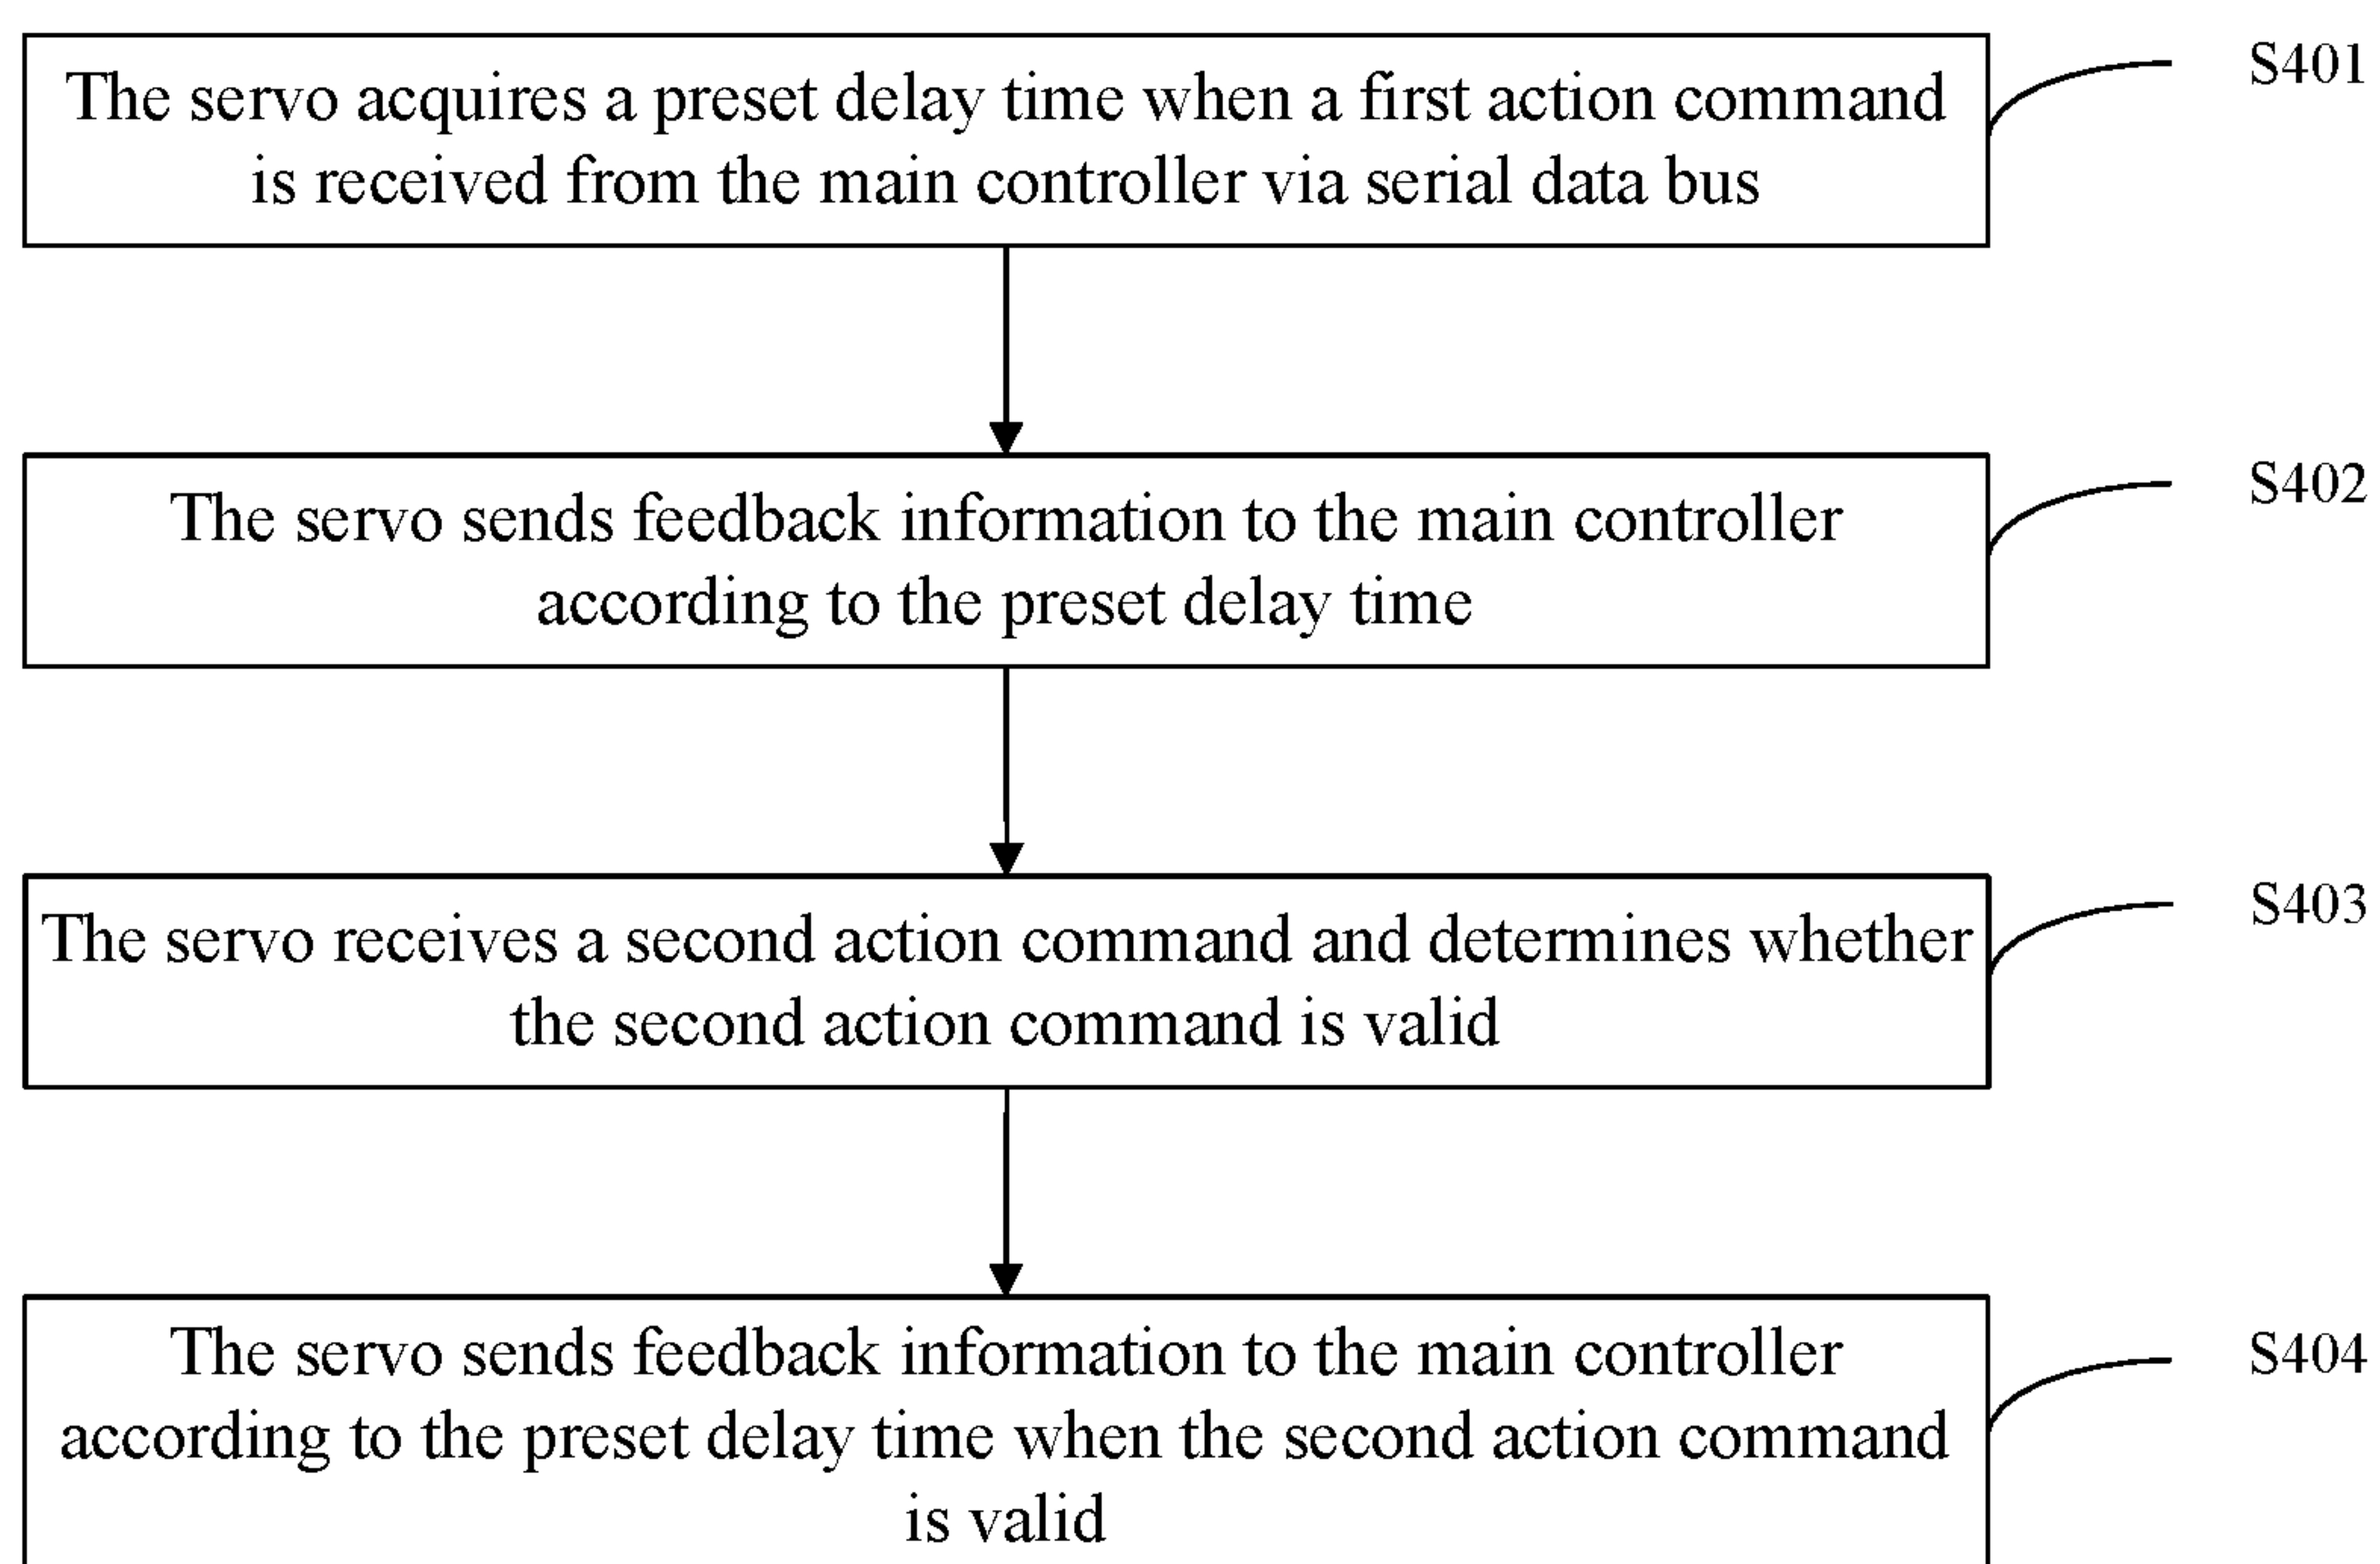 The servo acquires a preset delay time when a first action command
is received from the main controller via serial data bus
S401
The servo sends feedback information to the main controller
according to the preset delay time
S402
The servo receives a second action command and determines whether
the second action command is valid
S403
The servo sends feedback information to the main controller
according to the preset delay time when the second action command
is valid
S404